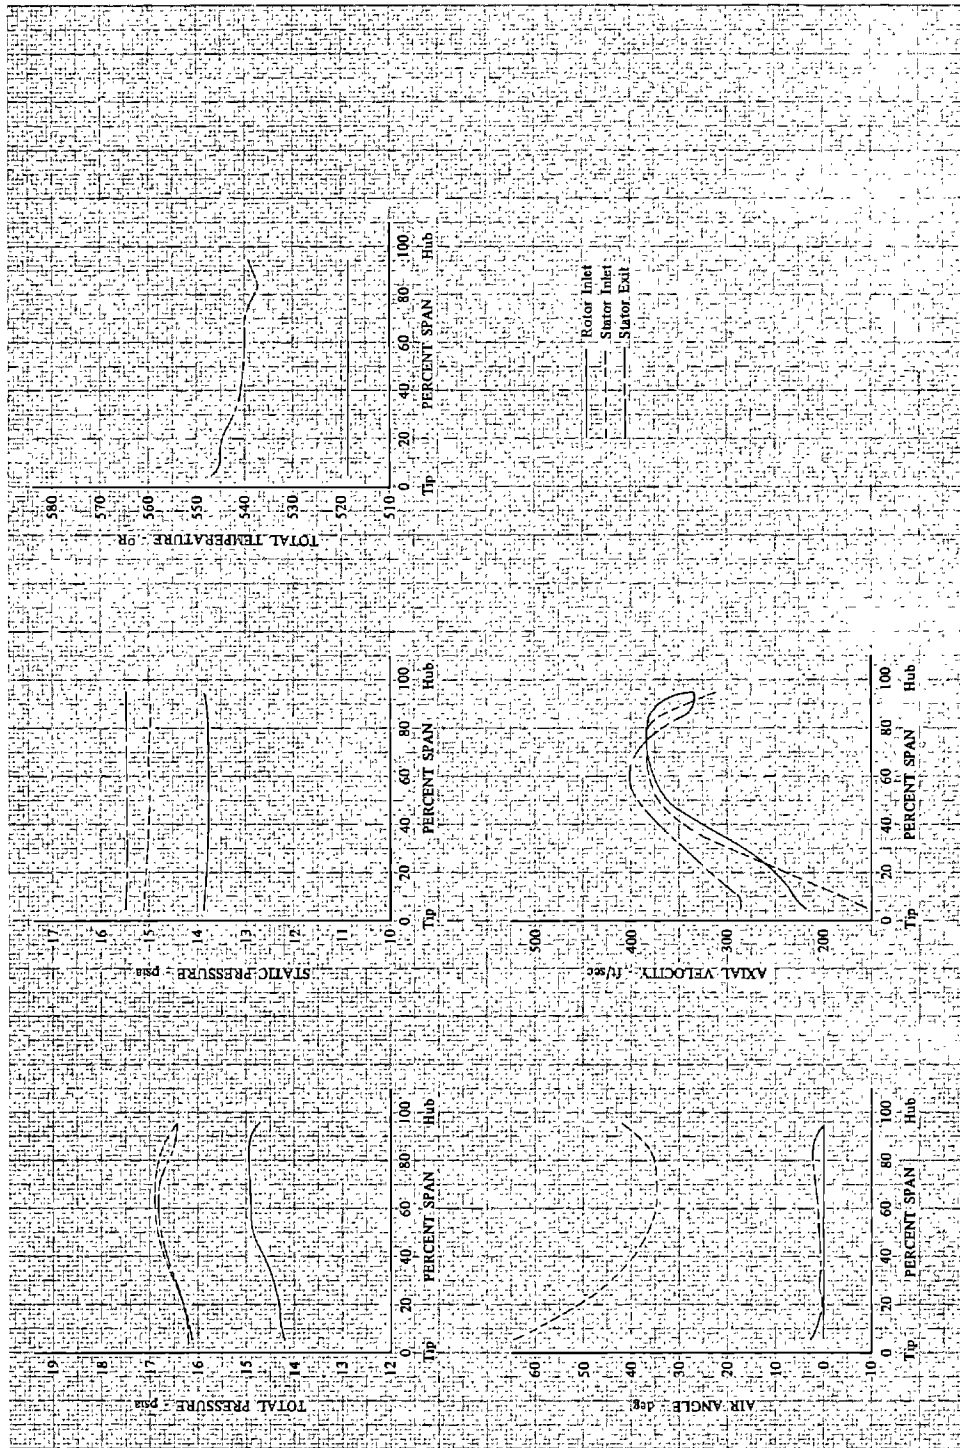 TOTAL PRESSURE - psia
19
18
17
16
15
14
13
12
0 20 40 60 80 100
Tip PERCENT SPAN Hub
STATIC PRESSURE - psia
17
16
15
14
13
12
11
10
0 20 40 60 80 100
Tip PERCENT SPAN Hub
TOTAL TEMPERATURE - °R
580
570
560
550
540
530
520
510
0 20 40 60 80 100
Tip PERCENT SPAN Hub
AIR ANGLE - deg
60
50
40
30
20
10
0
10
0 20 40 60 80 100
Tip PERCENT SPAN Hub
AXIAL VELOCITY - ft/sec
500
400
300
200
0 20 40 60 80 100
Tip PERCENT SPAN Hub
Rotor Inlet
Stator Inlet
Stator Exit